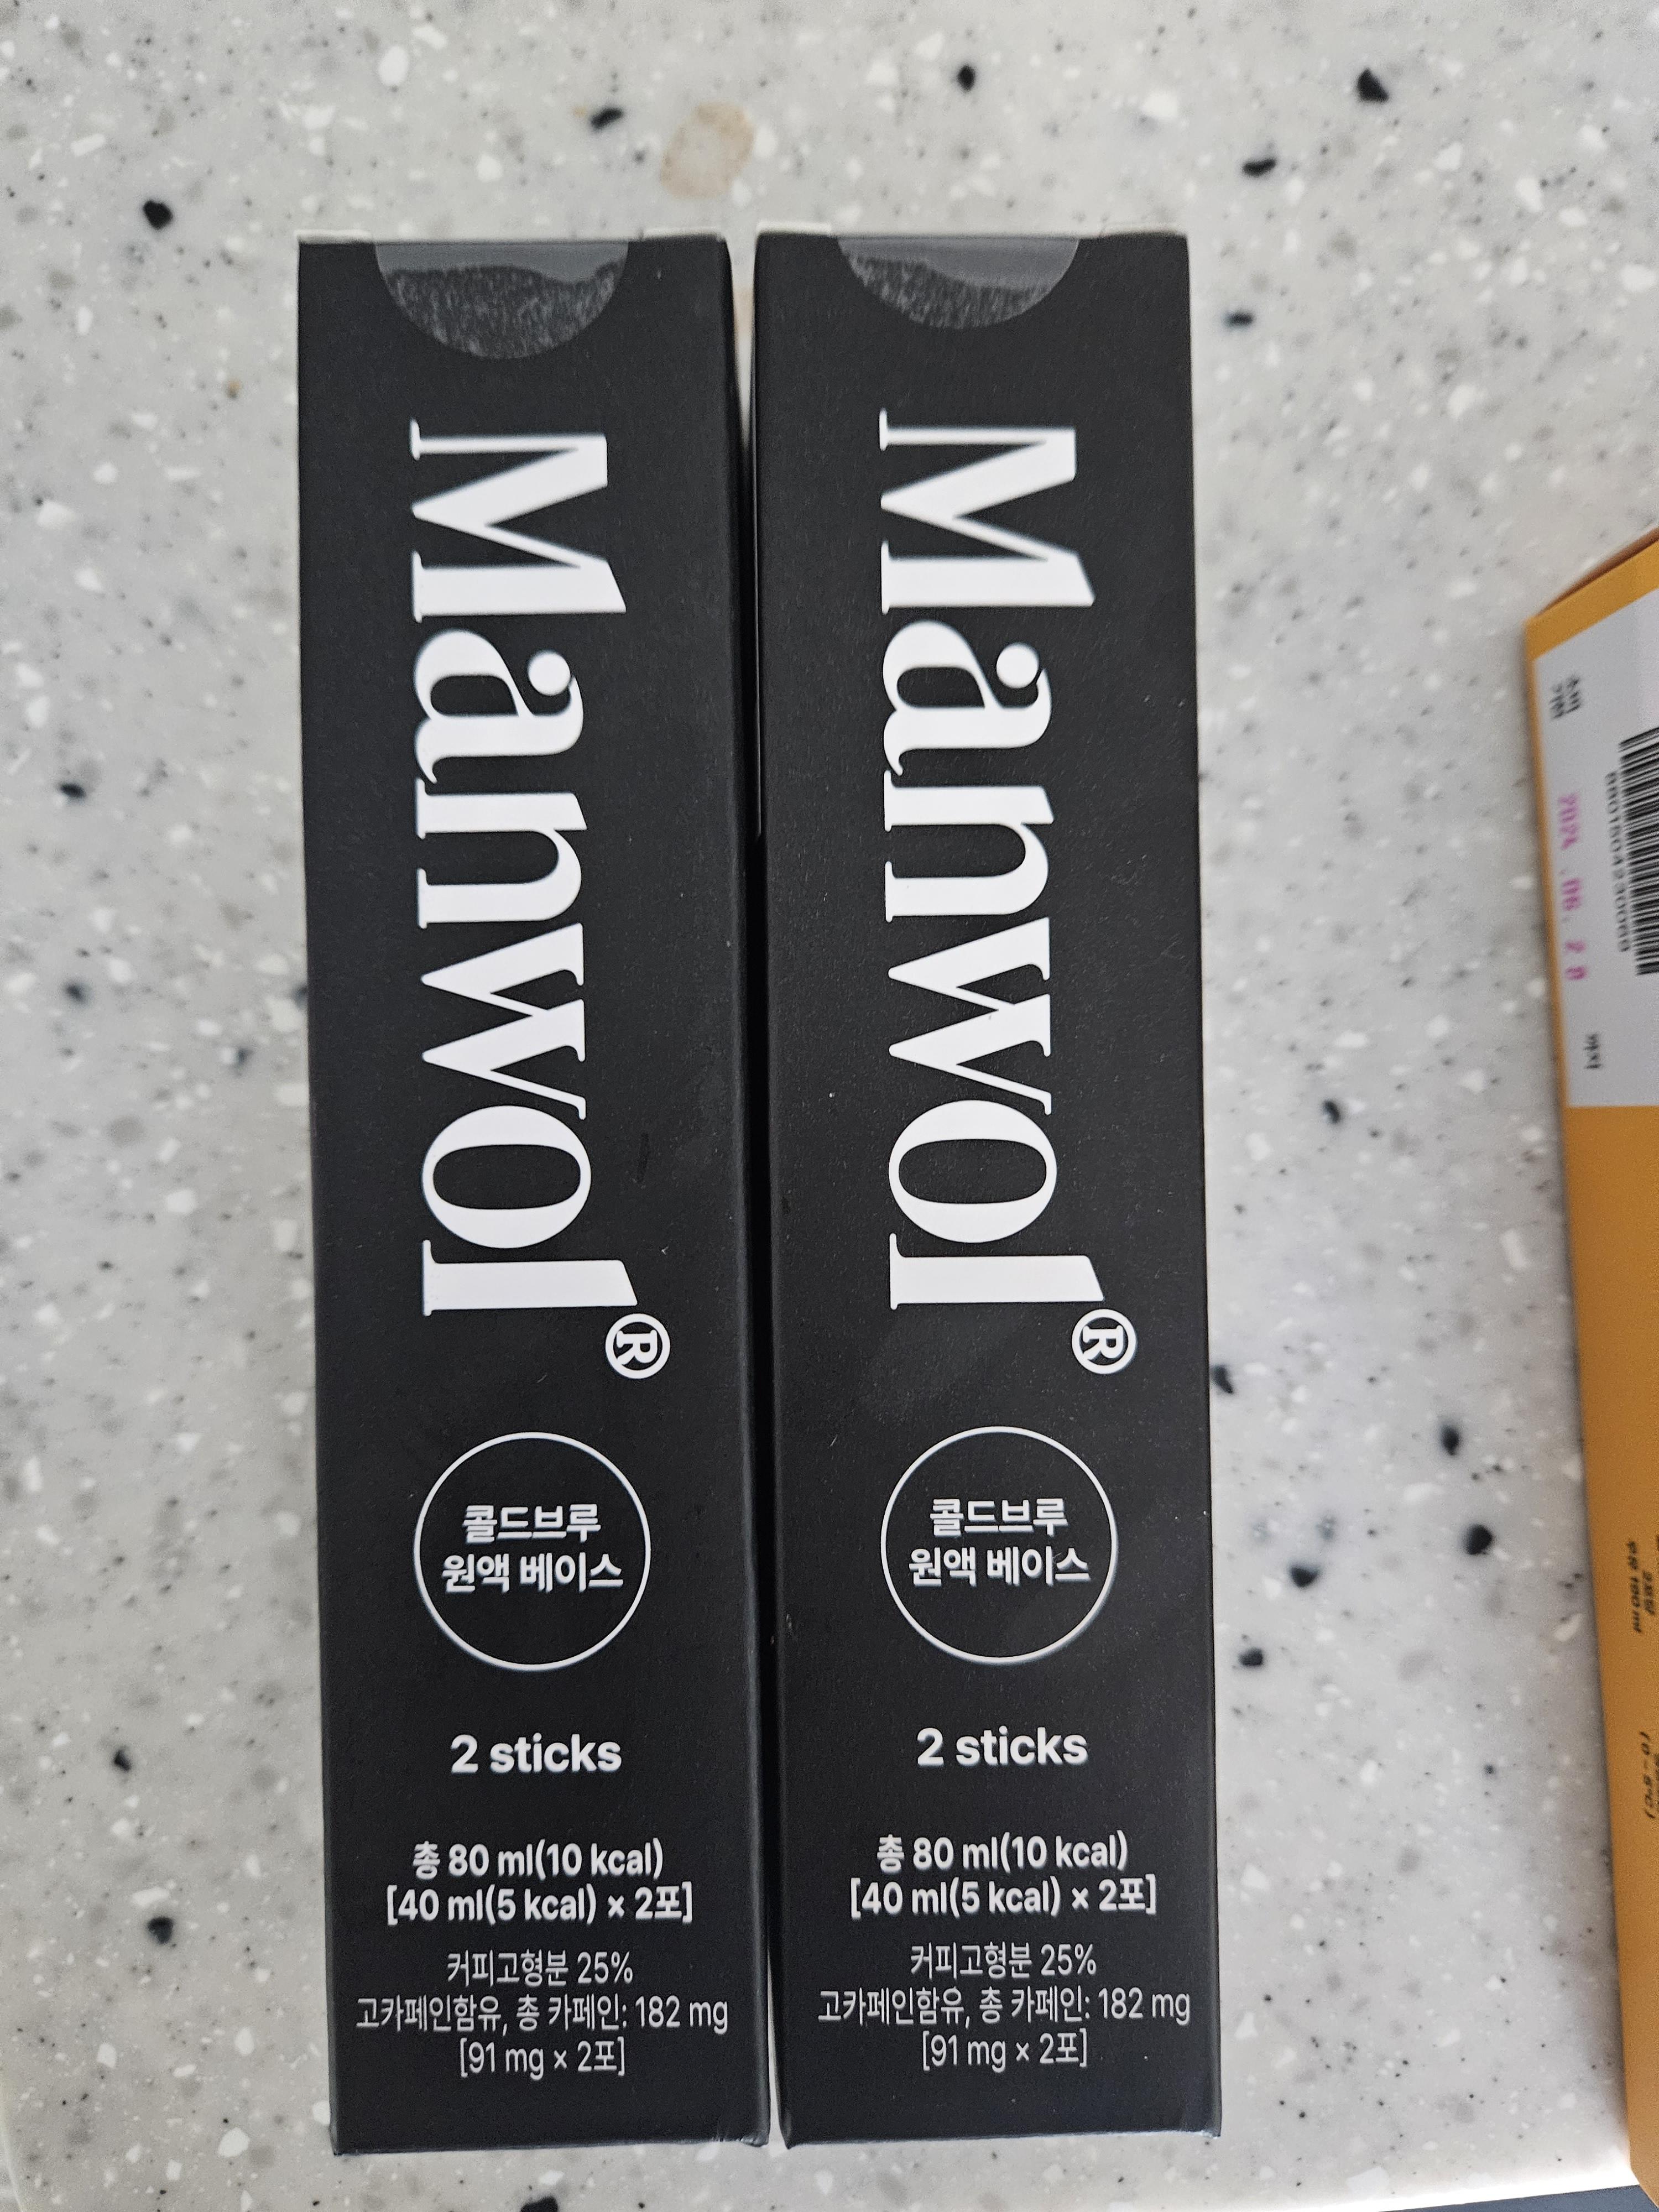 Manwol®
콜드브루
원액 베이스
2 sticks
총 80 ml(10 kcal)
[40 ml(5 kcal) × 2포]
커피고형분 25%
고카페인함유, 총 카페인: 182 mg
[91 mg × 2포]
Manwol®
콜드브루
원액 베이스
2 sticks
총 80 ml(10 kcal)
[40 ml(5 kcal) × 2포]
커피고형분 25%
고카페인함유, 총 카페인: 182 mg
[91 mg × 2포]
까지